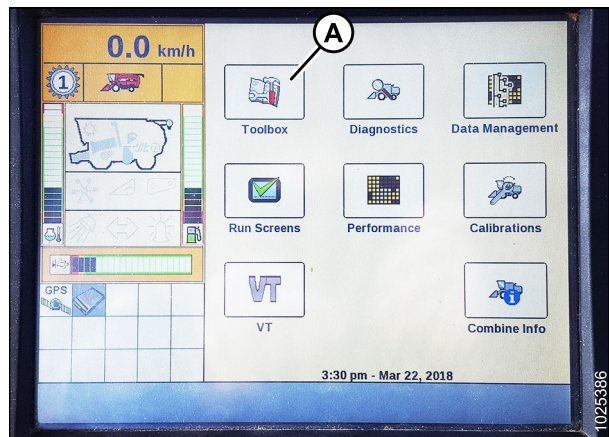 A
0.0 km/h
1
Toolbox
Diagnostics
Data Management
Run Screens
Performance
Calibrations
GPS
VT
VT
Combine Info
3:30 pm - Mar 22, 2018
1025386